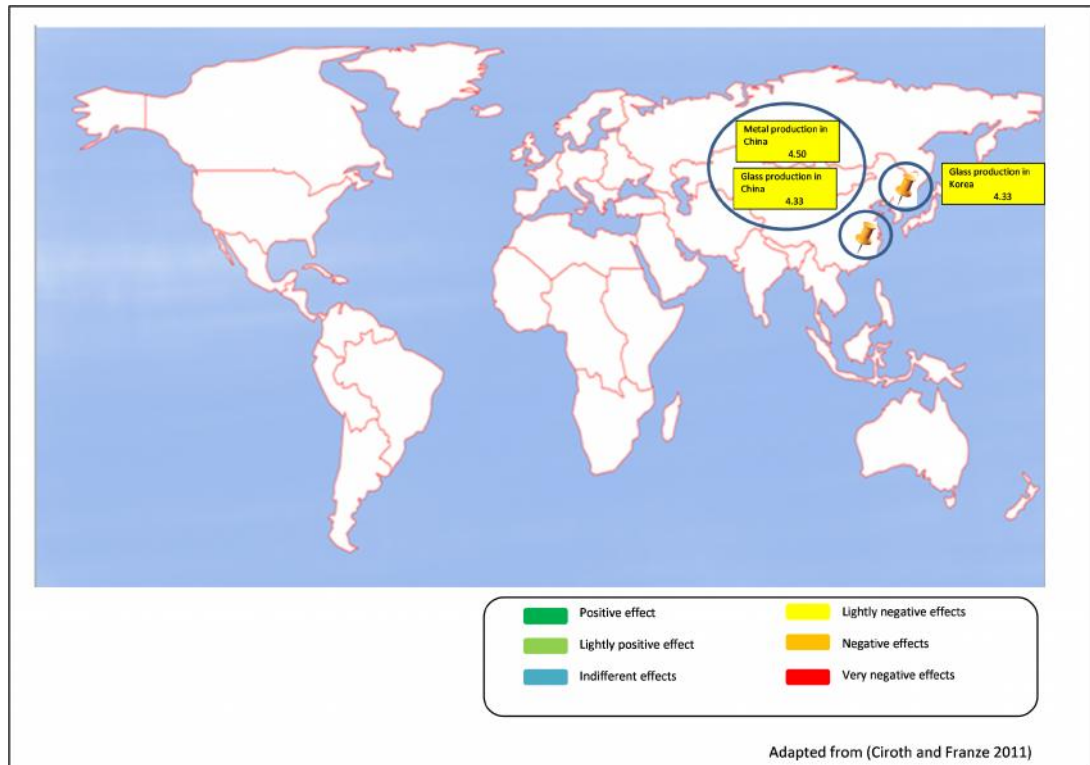 Metal production in
China
4.50
Glass production in
China
4.33
Glass production in
Korea
4.33
Positive effect
Lightly negative effects
Lightly positive effect
Negative effects
Indifferent effects
Very negative effects
Adapted from (Ciroth and Franze 2011)